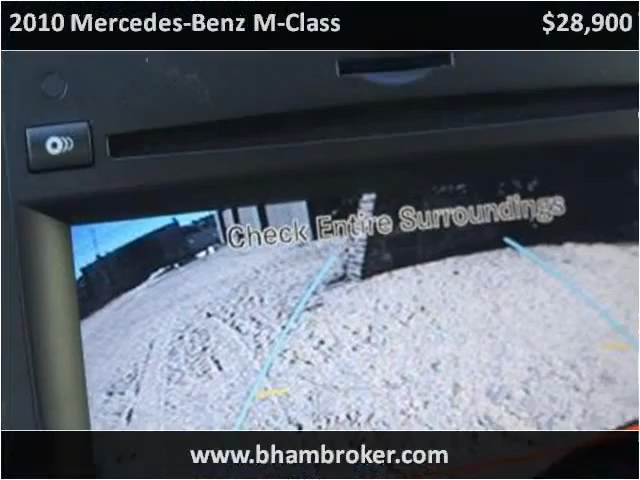 2010 Mercedes-Benz M-Class $28,900
Check Entire Surroundings
www.bhambroker.com